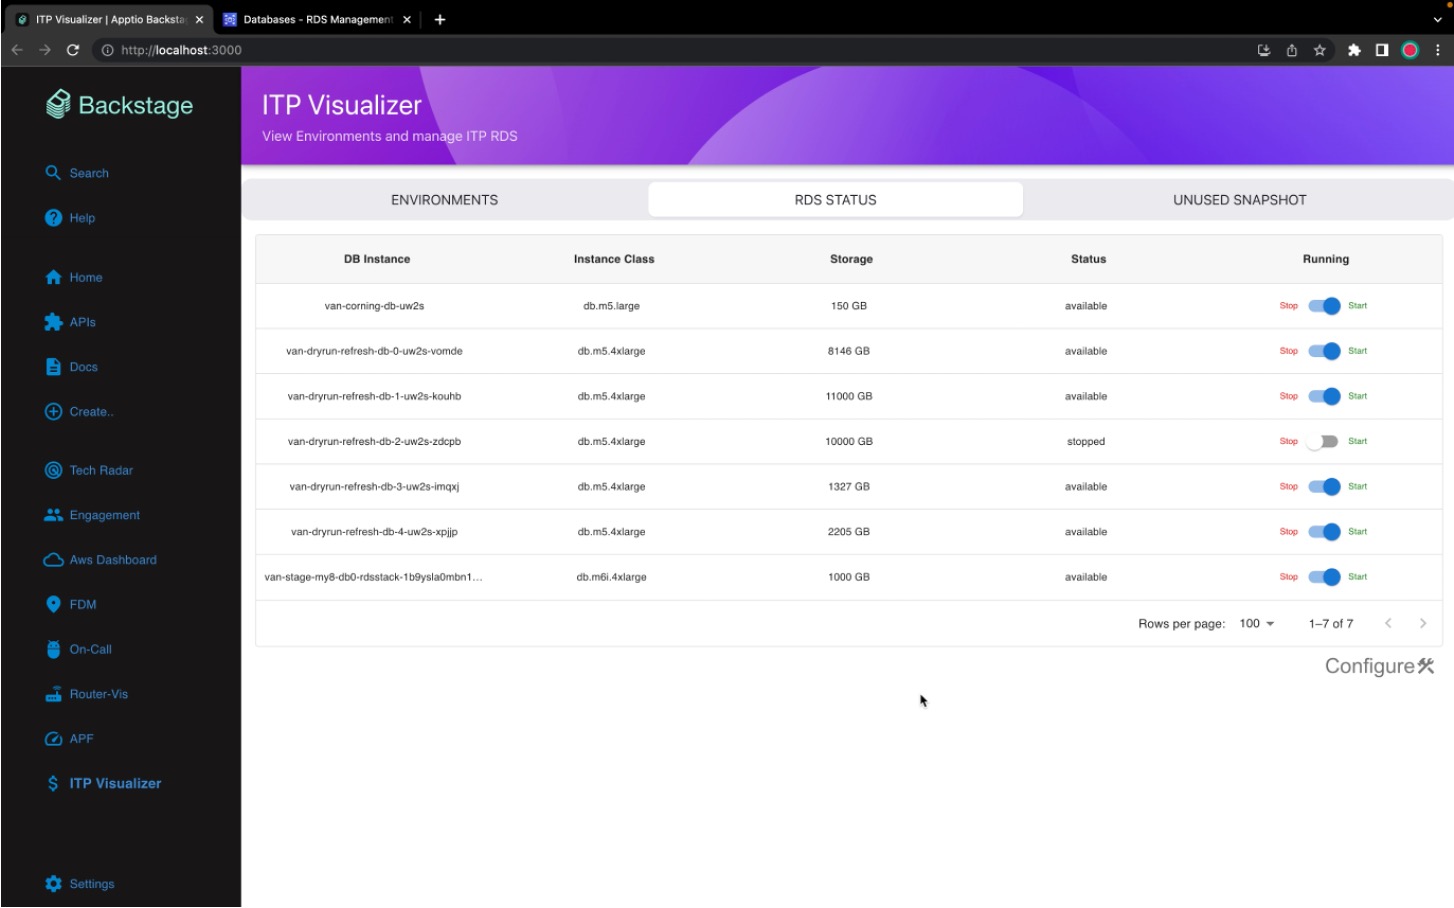 ITP Visualizer | Apptio Backsta
Databases - RDS Management
http://localhost:3000
Backstage
Search
Help
Home
APIs
Docs
Create..
Tech Radar
Engagement
Aws Dashboard
FDM
On-Call
Router-Vis
APF
ITP Visualizer
Settings
ITP Visualizer
View Environments and manage ITP RDS
ENVIRONMENTS RDS STATUS UNUSED SNAPSHOT
DB Instance Instance Class Storage Status Running
van-corning-db-uw2s db.m5.large 150 GB available Stop Start
van-dryrun-refresh-db-0-uw2s-vomde db.m5.4xlarge 8146 GB available Stop Start
van-dryrun-refresh-db-1-uw2s-kouhb db.m5.4xlarge 11000 GB available Stop Start
van-dryrun-refresh-db-2-uw2s-zdcpb db.m5.4xlarge 10000 GB stopped Stop Start
van-dryrun-refresh-db-3-uw2s-imqxj db.m5.4xlarge 1327 GB available Stop Start
van-dryrun-refresh-db-4-uw2s-xpjjp db.m5.4xlarge 2205 GB available Stop Start
van-stage-my8-db0-rdsstack-1b9ysla0mbn1... db.m6i.4xlarge 1000 GB available Stop Start
Rows per page: 100 1–7 of 7
Configure